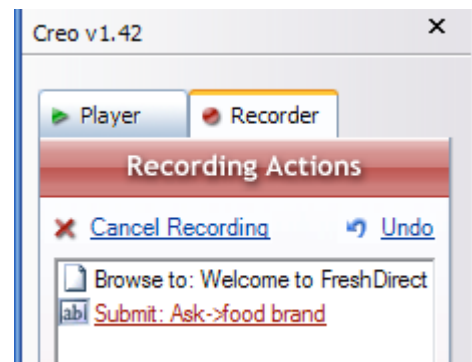 Creo v1.42
Player Recorder
Recording Actions
Cancel Recording Undo
Browse to: Welcome to FreshDirect
abl Submit: Ask->food brand